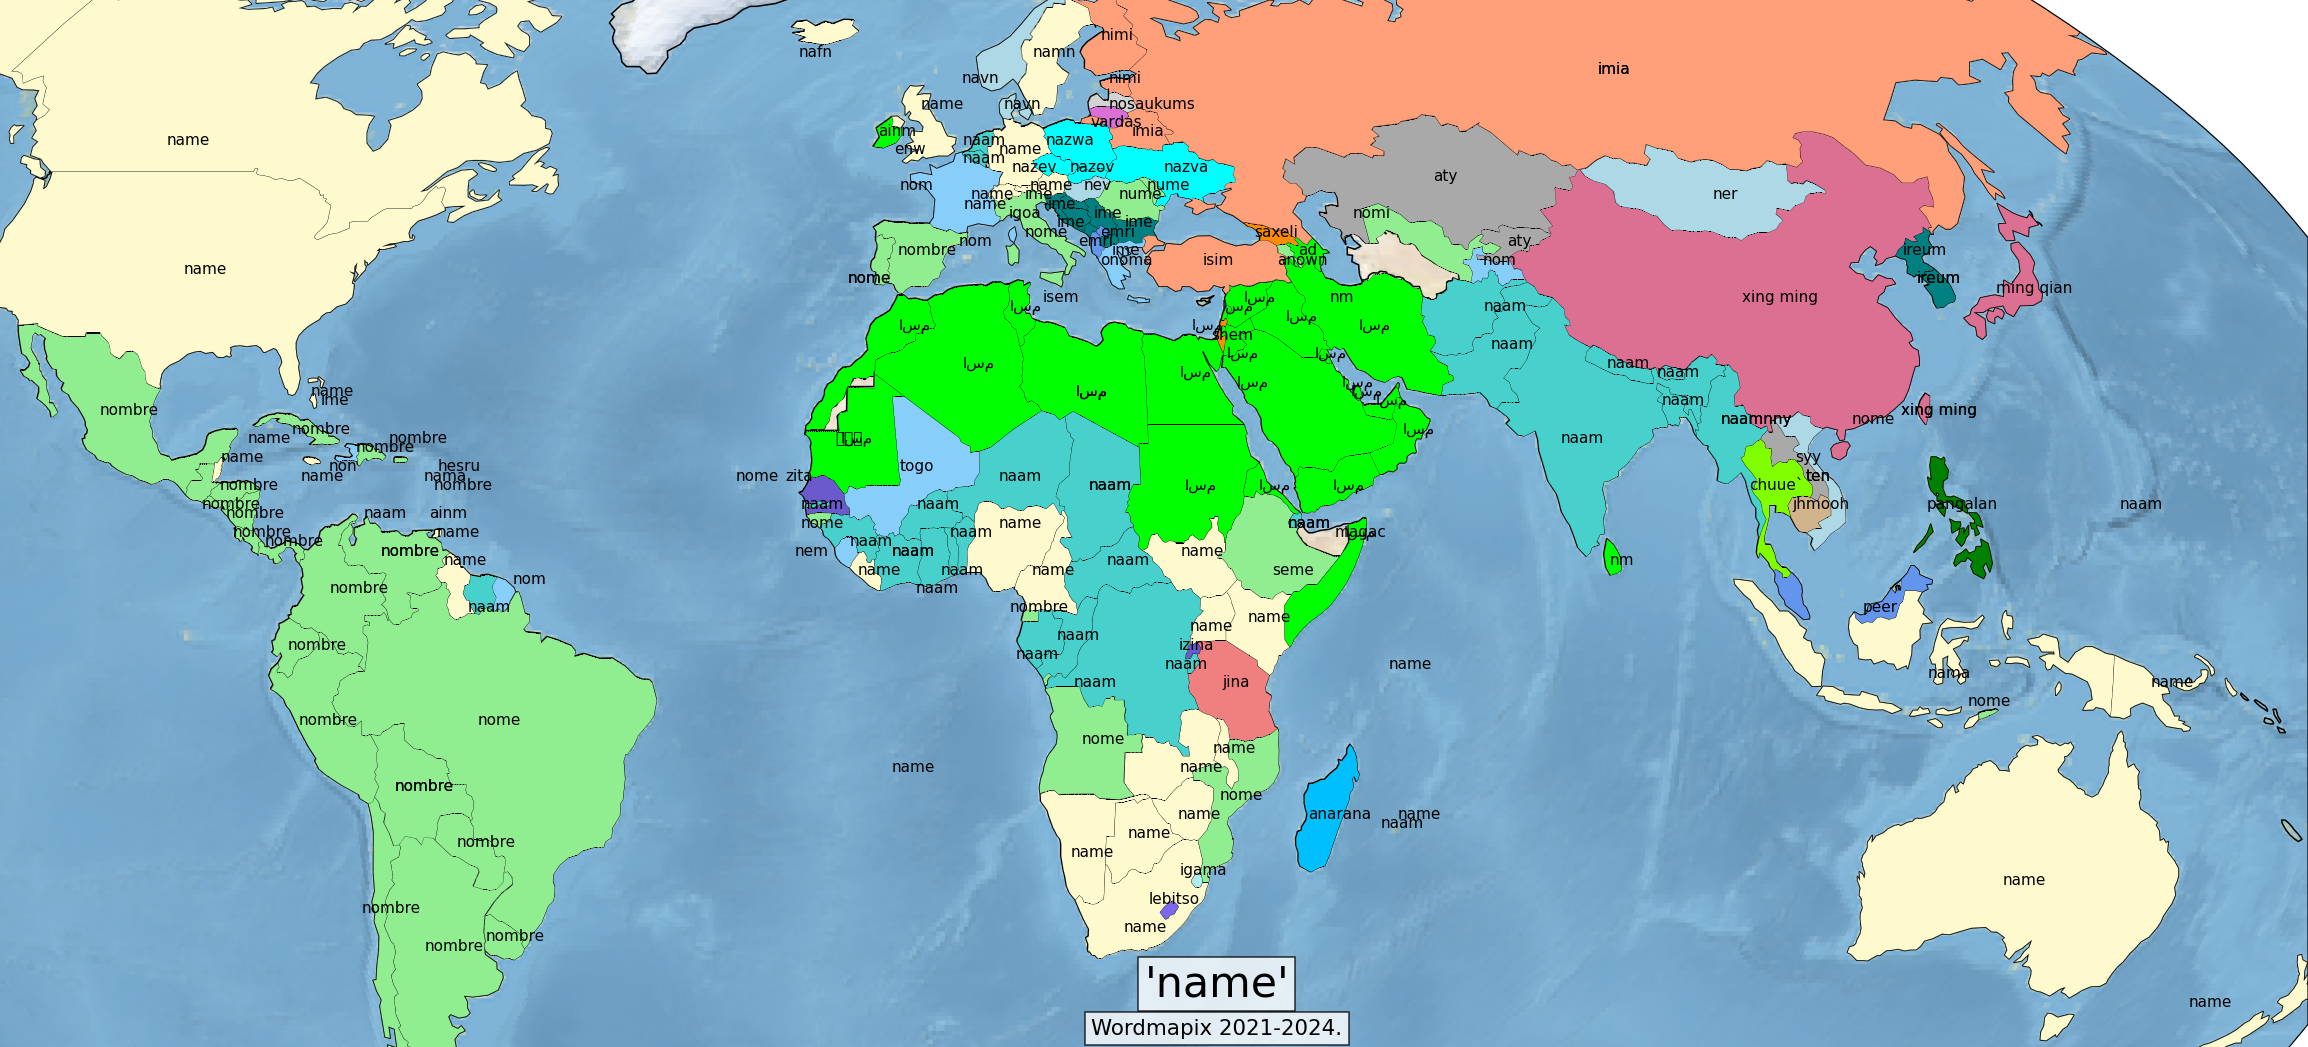 himi
nafn
namn
imia
navn
nimi
name
navn
nosaukums
vardas
ainm
imia
name
naam
nazwa
enw
name
naam
nazev
nazov
nazva
aty
nom
name
nev
nume
name
ime
nume
ner
name
ime
igoa
ime
nomi
ime
ime
nome
emri
saxeli
nom
emri
aty
nombre
ime
ad
ireum
onoma
isim
anown
nom
name
nome
ireum
ming qian
isem
nm
xing ming
اسم
اسم
naam
اسم
اسم
اسم
اسم
اسم
shem
naam
اسم
اسم
naam
اسم
اسم
naam
اسم
اسم
اسم
name
ime
اسم
اسم
naam
nombre
xing ming
naamnny
nome
nombre
اسم
name
nombre
اسم
naam
nombre
name
syy
non
hesru
togo
name
nama
nome
zita
naam
ten
nombre
nombre
naam
اسم
اسم
اسم
chuue`
nombre
naam
naam
jhmooh
pangalan
naam
nombre
naam
ainm
nome
name
naam
nombre
name
naam
magac
nombre
naam
nombre
nem
naam
name
name
naam
nm
name
naam
name
seme
nom
nombre
naam
naam
nombre
peer
name
name
nombre
naam
izina
naam
naam
name
nama
naam
jina
name
nombre
nome
nome
nome
name
name
name
nombre
nome
name
anarana
name
naam
name
nombre
name
name
igama
lebitso
nombre
name
nombre
nombre
name
'name'
Wordmapix 2021-2024.